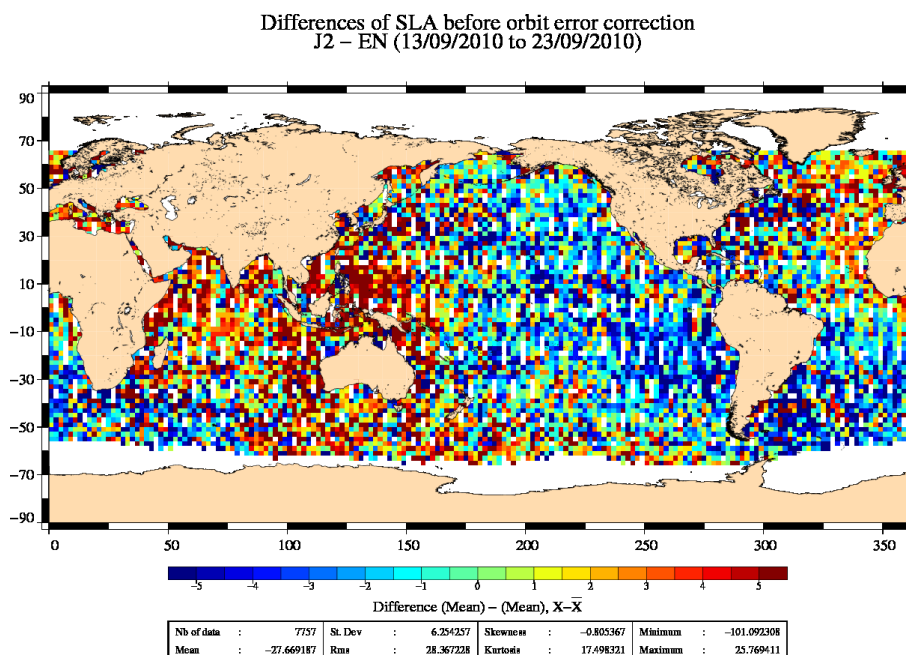 Differences of SLA before orbit error correction
J2 − EN (13/09/2010 to 23/09/2010)
90
70
50
30
10
−10
−30
−50
−70
−90
0 50 100 150 200 250 300 350
−5 −4 −3 −2 −1 0 1 2 3 4 5
Difference (Mean) − (Mean), X−X̅
Nb of data : 7757 St. Dev : 6.254257 Skewness : −0.805367 Minimum : −101.092308
Mean : −27.669187 Rms : 28.367228 Kurtosis : 17.498321 Maximum : 25.769411